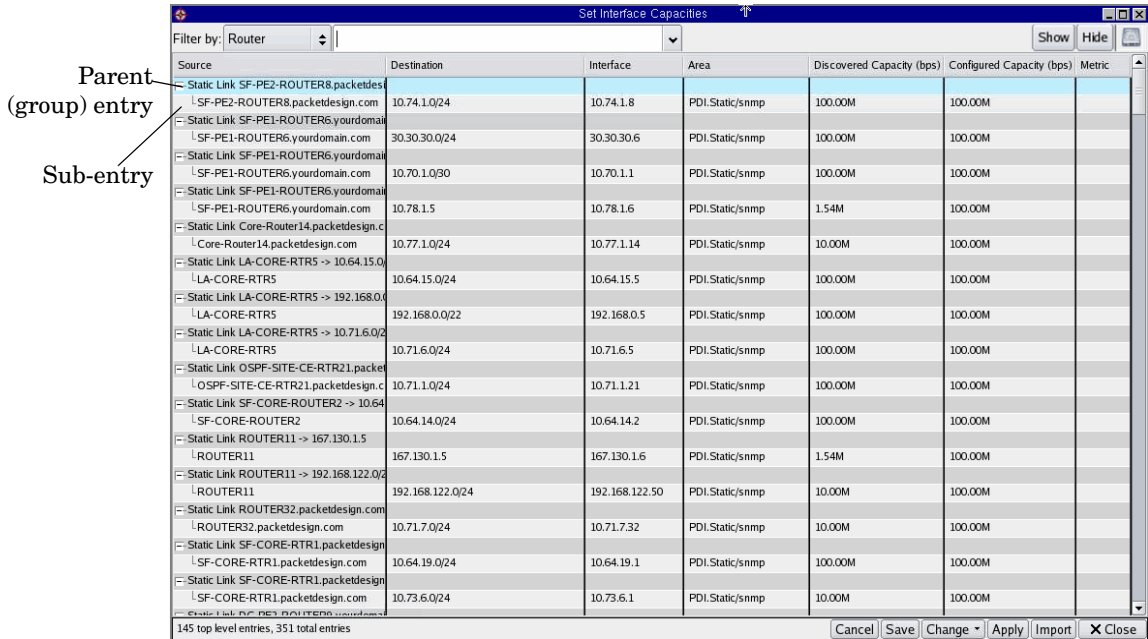 Set Interface Capacities
Filter by: Router Show Hide
Source Destination Interface Area Discovered Capacity (bps) Configured Capacity (bps) Metric
Parent
(group) entry
Sub-entry
Static Link SF-PE2-ROUTER8.packetdesi
SF-PE2-ROUTER8.packetdesign.com 10.74.1.0/24 10.74.1.8 PDI.Static/snmp 100.00M 100.00M
Static Link SF-PE1-ROUTER6.yourdomai
SF-PE1-ROUTER6.yourdomain.com 30.30.30.0/24 30.30.30.6 PDI.Static/snmp 100.00M 100.00M
Static Link SF-PE1-ROUTER6.yourdomai
SF-PE1-ROUTER6.yourdomain.com 10.70.1.0/30 10.70.1.1 PDI.Static/snmp 100.00M 100.00M
Static Link SF-PE1-ROUTER6.yourdomai
SF-PE1-ROUTER6.yourdomain.com 10.78.1.5 10.78.1.6 PDI.Static/snmp 1.54M 100.00M
Static Link Core-Router14.packetdesign.c
Core-Router14.packetdesign.com 10.77.1.0/24 10.77.1.14 PDI.Static/snmp 10.00M 100.00M
Static Link LA-CORE-RTR5 -> 10.64.15.0/
LA-CORE-RTR5 10.64.15.0/24 10.64.15.5 PDI.Static/snmp 100.00M 100.00M
Static Link LA-CORE-RTR5 -> 192.168.0.0
LA-CORE-RTR5 192.168.0.0/22 192.168.0.5 PDI.Static/snmp 100.00M 100.00M
Static Link LA-CORE-RTR5 -> 10.71.6.0/2
LA-CORE-RTR5 10.71.6.0/24 10.71.6.5 PDI.Static/snmp 100.00M 100.00M
Static Link OSPF-SITE-CE-RTR21.packet
OSPF-SITE-CE-RTR21.packetdesign.c 10.71.1.0/24 10.71.1.21 PDI.Static/snmp 100.00M 100.00M
Static Link SF-CORE-ROUTER2 -> 10.64
SF-CORE-ROUTER2 10.64.14.0/24 10.64.14.2 PDI.Static/snmp 100.00M 100.00M
Static Link ROUTER11 -> 167.130.1.5
ROUTER11 167.130.1.5 167.130.1.6 PDI.Static/snmp 1.54M 100.00M
Static Link ROUTER11 -> 192.168.122.0/2
ROUTER11 192.168.122.0/24 192.168.122.50 PDI.Static/snmp 10.00M 100.00M
Static Link ROUTER32.packetdesign.com
ROUTER32.packetdesign.com 10.71.7.0/24 10.71.7.32 PDI.Static/snmp 10.00M 100.00M
Static Link SF-CORE-RTR1.packetdesign
SF-CORE-RTR1.packetdesign.com 10.64.19.0/24 10.64.19.1 PDI.Static/snmp 100.00M 100.00M
Static Link SF-CORE-RTR1.packetdesign
SF-CORE-RTR1.packetdesign.com 10.73.6.0/24 10.73.6.1 PDI.Static/snmp 10.00M 100.00M
Static Link DC-PE2-ROUTER9.yourdomai
145 top level entries, 351 total entries Cancel Save Change Apply Import Close